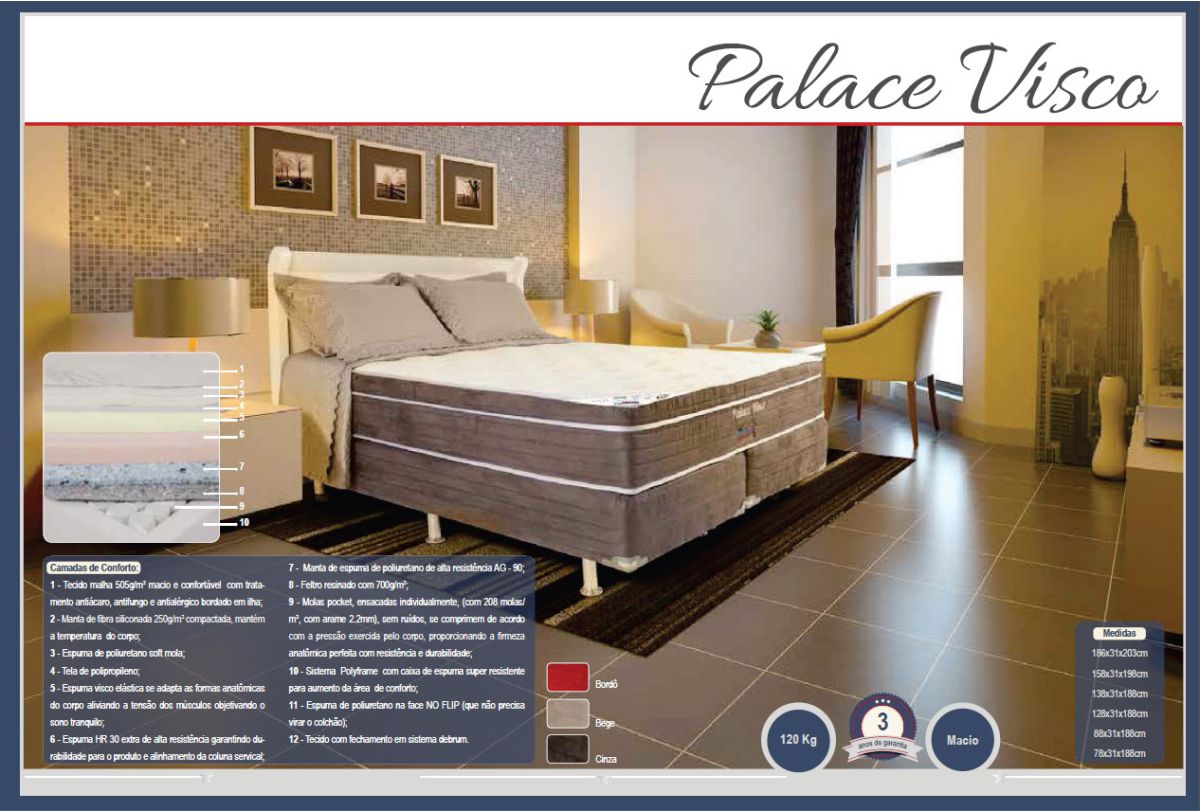 Palace Visco
1
2
3
4
5
6
7
8
9
10
Camadas de Conforto:
1 - Tecido malha 505g/m² macio e confortável com trata-
mento antiácaro, antifungo e antialérgico bordado em ilha;
2 - Manta de fibra siliconada 250g/m² compactada, mantém
a temperatura do corpo;
3 - Espuma de poliuretano soft mola;
4 - Tela de polipropileno;
5 - Espuma visco elástica se adapta as formas anatômicas
do corpo aliviando a tensão dos músculos objetivando o
sono tranquilo;
6 - Espuma HR 30 extra de alta resistência garantindo du-
rabilidade para o produto e alinhamento da coluna servical;
7 - Manta de espuma de poliuretano de alta resistência AG - 90;
8 - Feltro resinado com 700g/m²;
9 - Molas pocket, ensacadas individualmente, (com 208 molas/
m², com arame 2.2mm), sem ruídos, se comprimem de acordo
com a pressão exercida pelo corpo, proporcionando a firmeza
anatômica perfeita com resistência e durabilidade;
10 - Sistema Polyframe com caixa de espuma super resistente
para aumento da área de conforto;
11 - Espuma de poliuretano na face NO FLIP (que não precisa
virar o colchão);
12 - Tecido com fechamento em sistema debrum.
Bordô
Bege
Cinza
Palace Visco
120 Kg
3
anos de garantia
Macio
Medidas
186x31x203cm
158x31x198cm
138x31x188cm
128x31x188cm
88x31x188cm
78x31x188cm